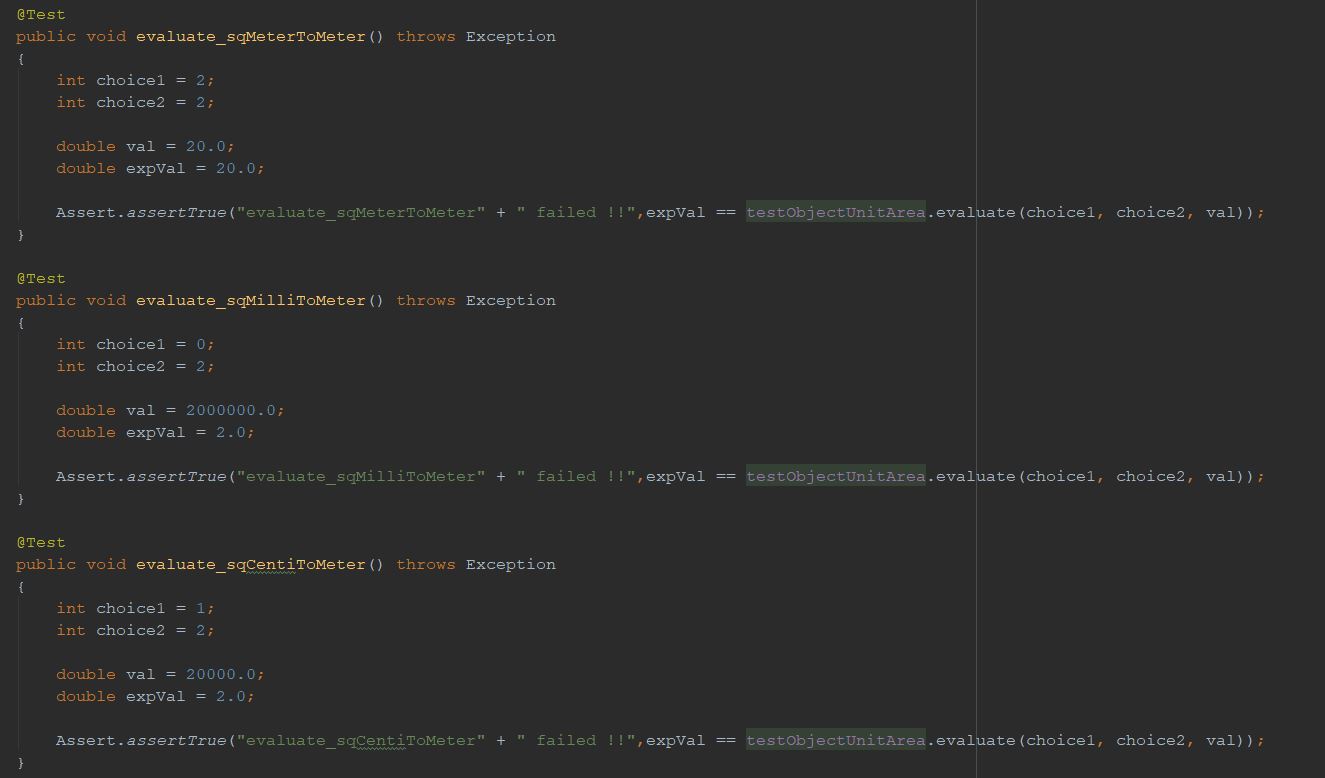 @Test
public void evaluate_sqMeterToMeter() throws Exception
{
    int choice1 = 2;
    int choice2 = 2;

    double val = 20.0;
    double expVal = 20.0;

    Assert.assertTrue("evaluate_sqMeterToMeter" + " failed !!",expVal == testObjectUnitArea.evaluate(choice1, choice2, val));
}

@Test
public void evaluate_sqMilliToMeter() throws Exception
{
    int choice1 = 0;
    int choice2 = 2;

    double val = 2000000.0;
    double expVal = 2.0;

    Assert.assertTrue("evaluate_sqMilliToMeter" + " failed !!",expVal == testObjectUnitArea.evaluate(choice1, choice2, val));
}

@Test
public void evaluate_sqCentiToMeter() throws Exception
{
    int choice1 = 1;
    int choice2 = 2;

    double val = 20000.0;
    double expVal = 2.0;

    Assert.assertTrue("evaluate_sqCentiToMeter" + " failed !!",expVal == testObjectUnitArea.evaluate(choice1, choice2, val));
}